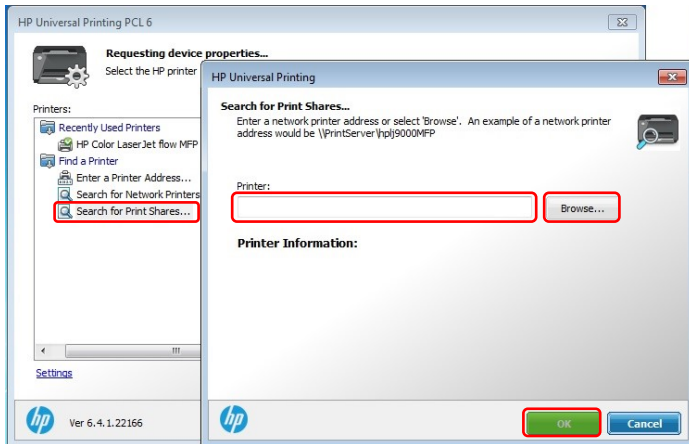 HP Universal Printing PCL 6
Requesting device properties...
Select the HP printer
Printers:
Recently Used Printers
HP Color LaserJet flow MFP
Find a Printer
Enter a Printer Address...
Search for Network Printers
Search for Print Shares...
Settings
hp
Ver 6.4.1.22166
HP Universal Printing
Search for Print Shares...
Enter a network printer address or select 'Browse'. An example of a network printer
address would be \\PrintServer\hplj9000MFP
Printer:
Browse...
Printer Information:
hp
OK
Cancel